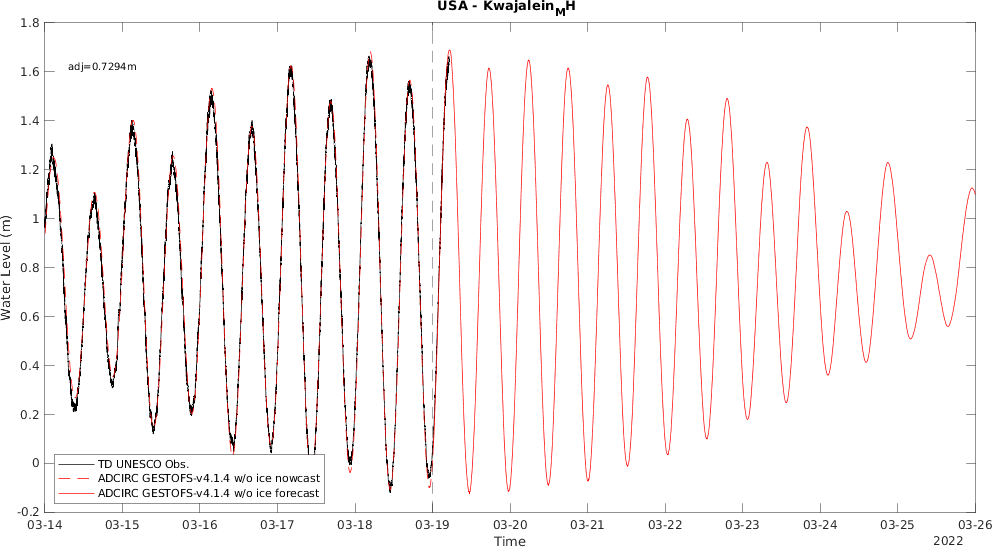 USA - Kwajalein_MH
adj=0.7294m
1.8
1.6
1.4
1.2
1
0.8
0.6
0.4
0.2
0
-0.2
Water Level (m)
TD UNESCO Obs.
ADCIRC GESTOFS-v4.1.4 w/o ice nowcast
ADCIRC GESTOFS-v4.1.4 w/o ice forecast
03-14 03-15 03-16 03-17 03-18 03-19 03-20 03-21 03-22 03-23 03-24 03-25 03-26
Time
2022